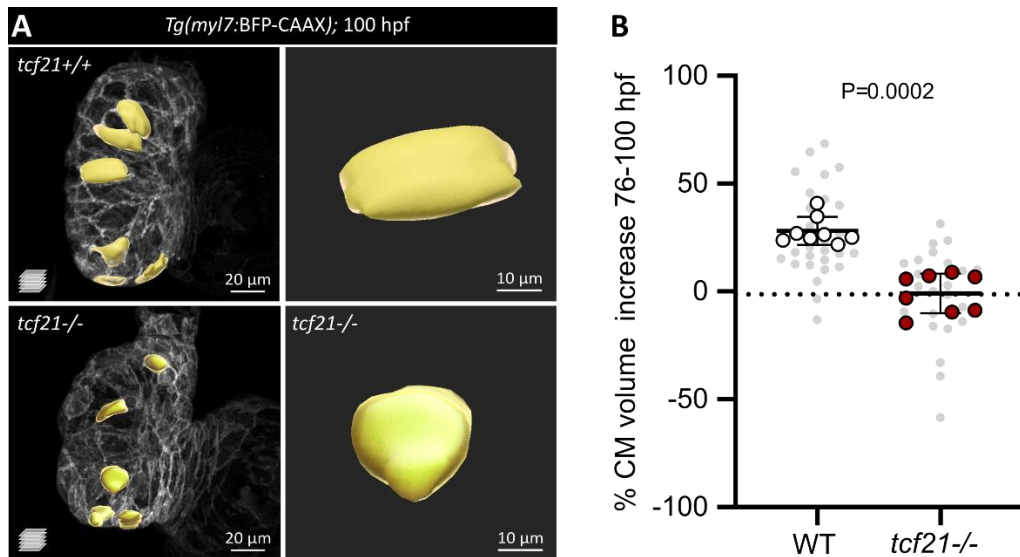 A
Tg(myl7:BFP-CAAX); 100 hpf
tcf21+/+
20 µm
10 µm
tcf21-/-
20 µm
tcf21-/-
10 µm
B
P=0.0002
% CM volume increase 76-100 hpf
100
50
0
-50
-100
WT
tcf21-/-